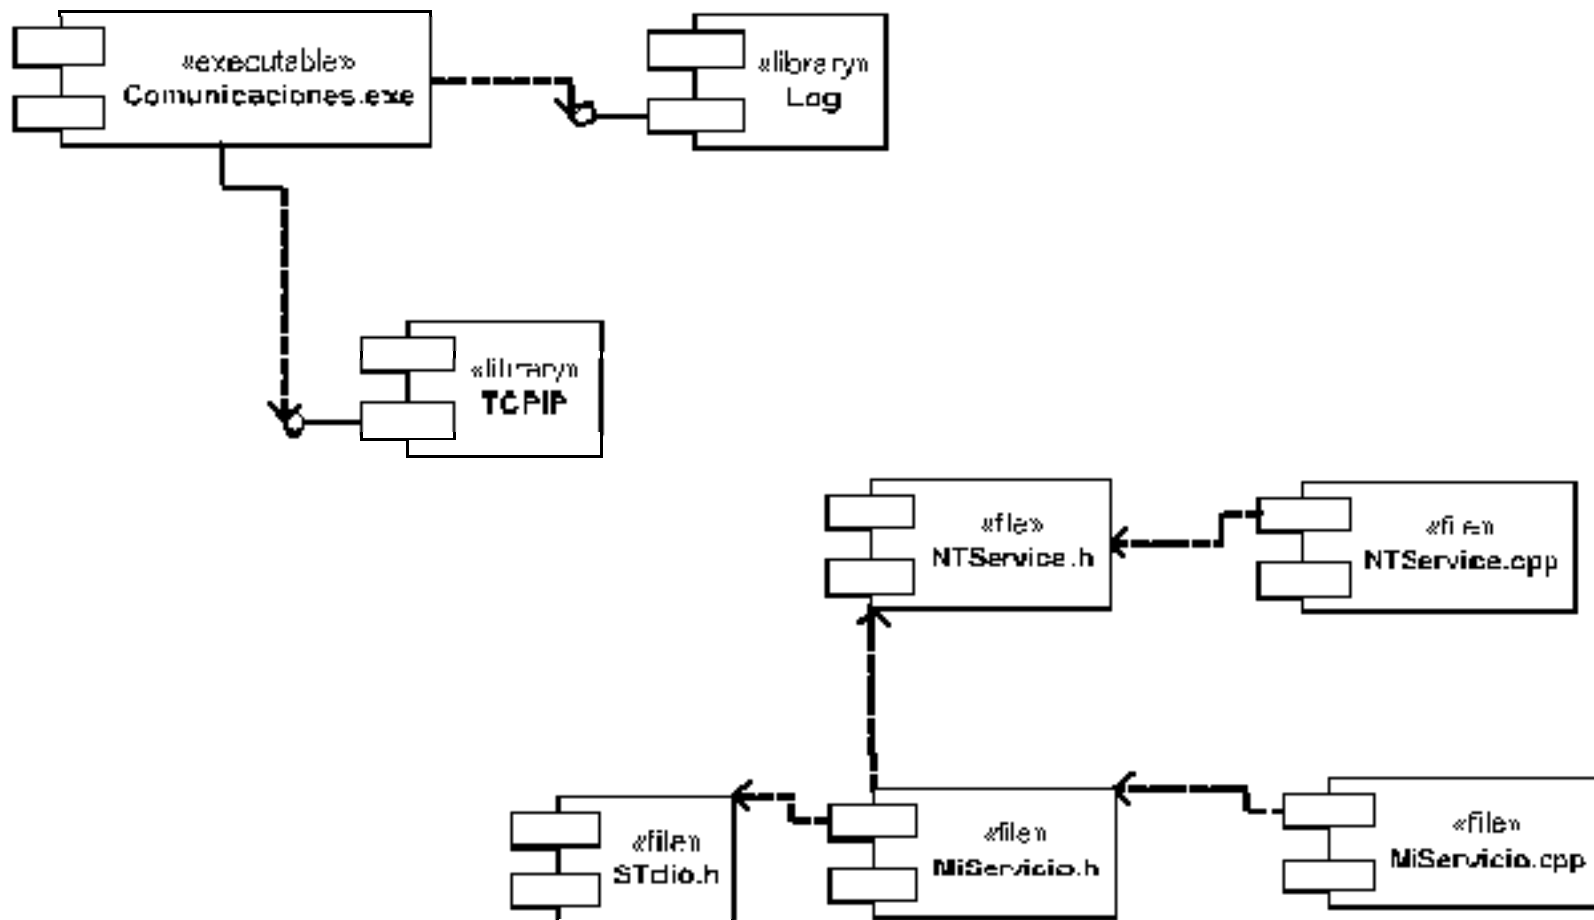 «executable»
Comunicaciones.exe
«library»
Log
«library»
TCPIP
«file»
NTService.h
«file»
NTService.cpp
«file»
STdio.h
«file»
MiServicio.h
«file»
MiServicio.cpp